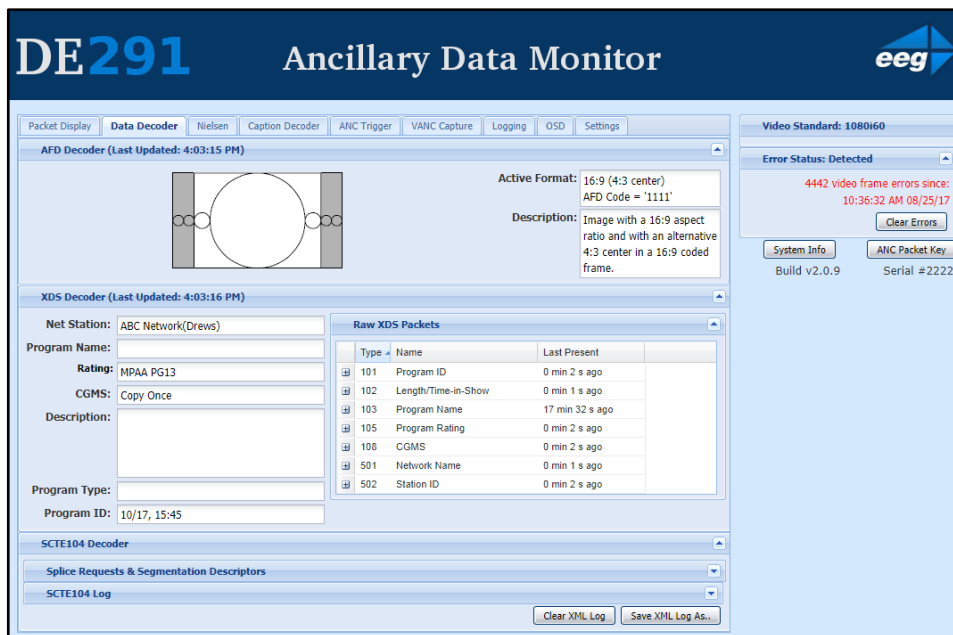 DE291 Ancillary Data Monitor eeg
Packet Display Data Decoder Nielsen Caption Decoder ANC Trigger VANC Capture Logging OSD Settings
AFD Decoder (Last Updated: 4:03:15 PM)
Active Format: 16:9 (4:3 center)
AFD Code = '1111'
Description: Image with a 16:9 aspect
ratio and with an alternative
4:3 center in a 16:9 coded
frame.
XDS Decoder (Last Updated: 4:03:16 PM)
Net Station: ABC Network(Drews)
Program Name:
Rating: MPAA PG13
CGMS: Copy Once
Description:
Program Type:
Program ID: 10/17, 15:45
Raw XDS Packets
Type Name Last Present
101 Program ID 0 min 2 s ago
102 Length/Time-in-Show 0 min 1 s ago
103 Program Name 17 min 32 s ago
105 Program Rating 0 min 2 s ago
108 CGMS 0 min 2 s ago
501 Network Name 0 min 1 s ago
502 Station ID 0 min 2 s ago
SCTE104 Decoder
Splice Requests & Segmentation Descriptors
SCTE104 Log
Clear XML Log Save XML Log As..
Video Standard: 1080i60
Error Status: Detected
4442 video frame errors since:
10:36:32 AM 08/25/17
Clear Errors
System Info ANC Packet Key
Build v2.0.9 Serial #2222